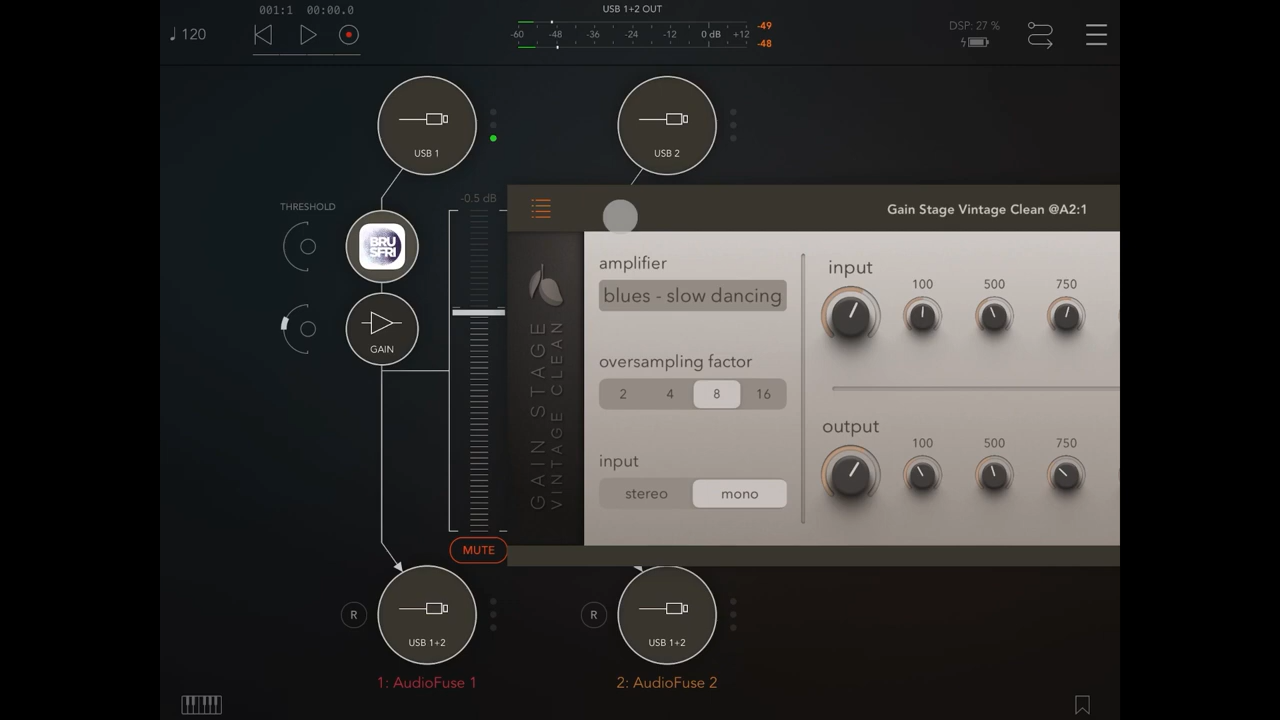 001:1 00:00.0
USB 1+2 OUT
120
-60 -48 -36 -24 -12 0 dB +12
-49
-48
DSP: 27 %
USB 1
USB 2
THRESHOLD
-0.5 dB
BRU
SFRI
GAIN
MUTE
Gain Stage Vintage Clean @A2:1
GAIN STAGE
VINTAGE CLEAN
amplifier
blues - slow dancing
oversampling factor
2 4 8 16
input
stereo mono
input
100 500 750
output
100 500 750
R
USB 1+2
R
USB 1+2
1: AudioFuse 1
2: AudioFuse 2